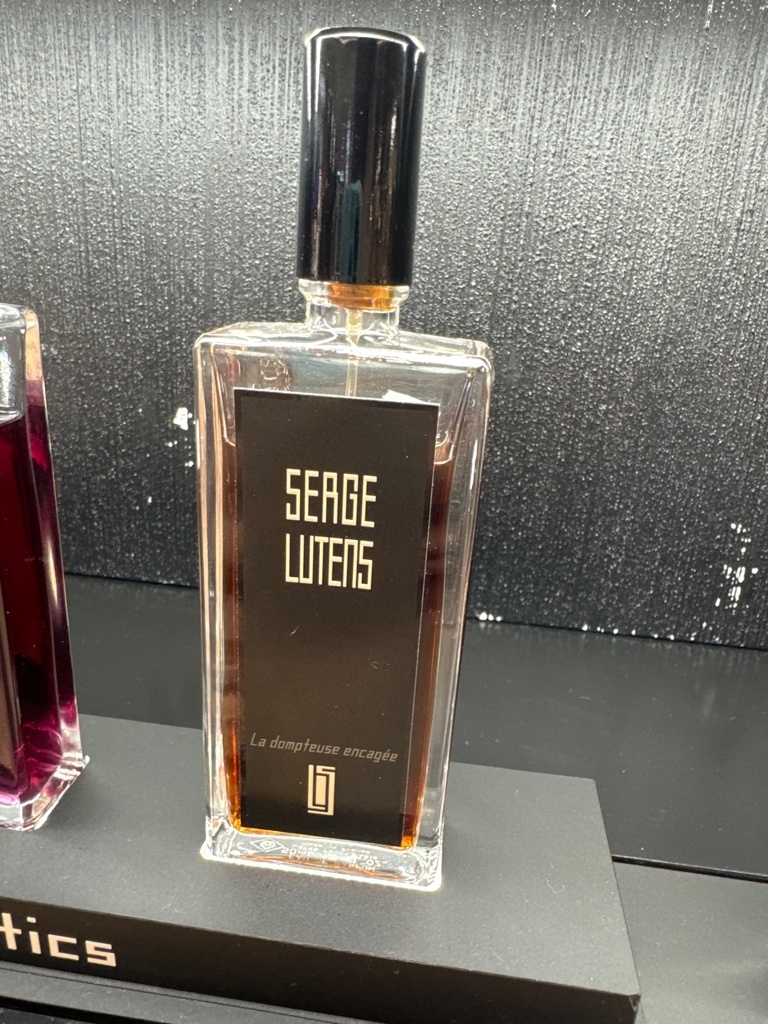 SERGE
LUTENS
La dompteuse encagée
tics